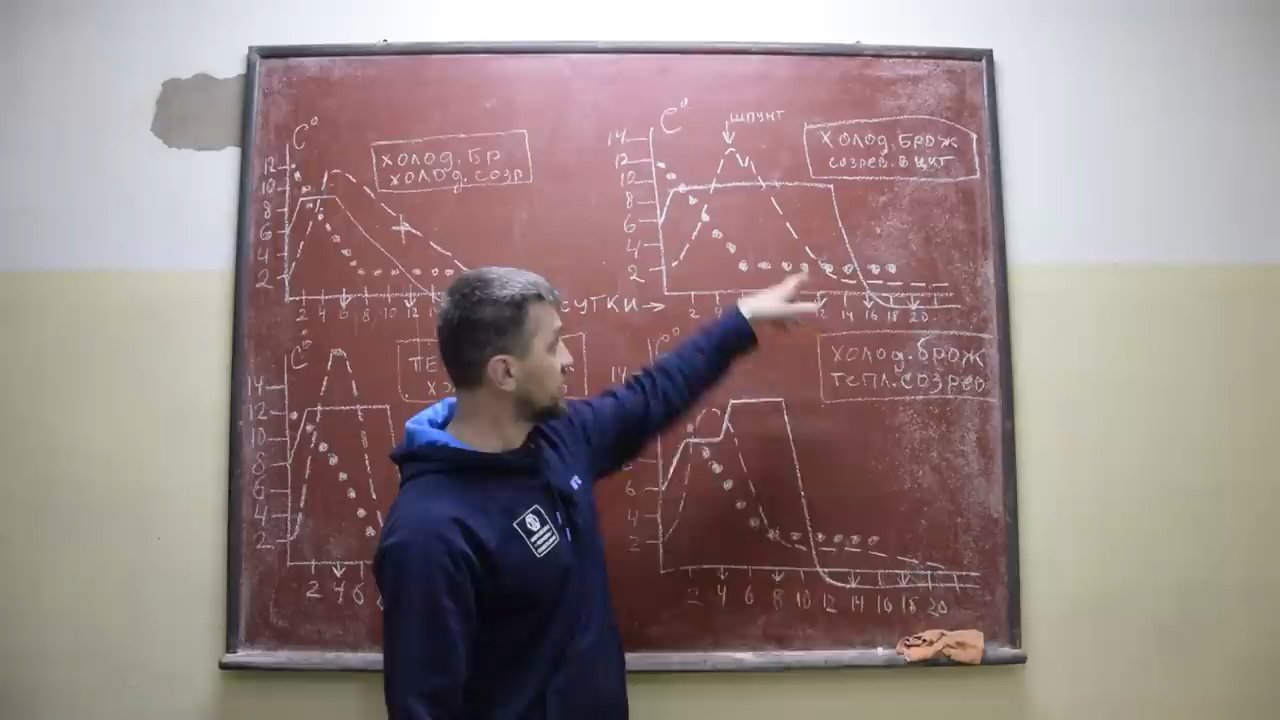 C°
12
10
8
6
4
2
2 4 6 8 10 12 14
ХОЛОД. БР
ХОЛОД. СОЗР
C°
14
12
10
8
6
4
2
ШПУНТ
ХОЛОД. БРОЖ
СОЗРЕВ. В ЦКТ
СУТКИ →
2 4 12 14 16 18 20
C°
14
12
10
8
6
4
2
2 4 6
ПЕ
C°
14
6
4
2
ХОЛОД. БРОЖ
ТЕПЛ. СОЗРЕВ
2 4 6 8 10 12 14 16 18 20